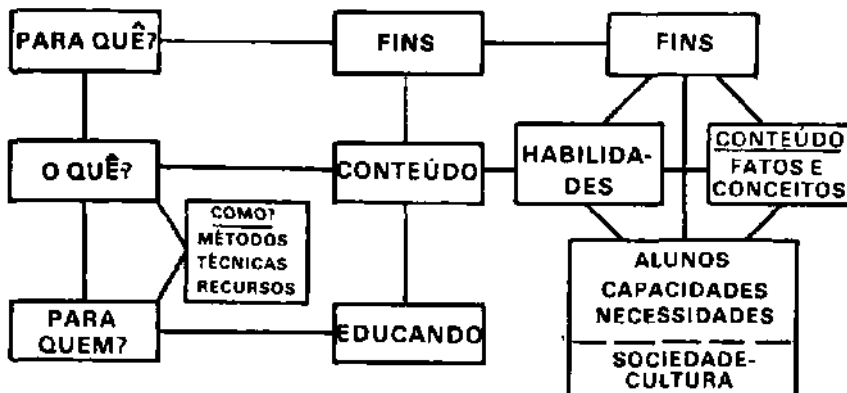 PARA QUÊ?
FINS
FINS
O QUÊ?
CONTEÚDO
HABILIDA-
DES
CONTEÚDO
FATOS E
CONCEITOS
COMO?
MÉTODOS
TÉCNICAS
RECURSOS
PARA
QUEM?
EDUCANDO
ALUNOS
CAPACIDADES
NECESSIDADES
SOCIEDADE-
CULTURA